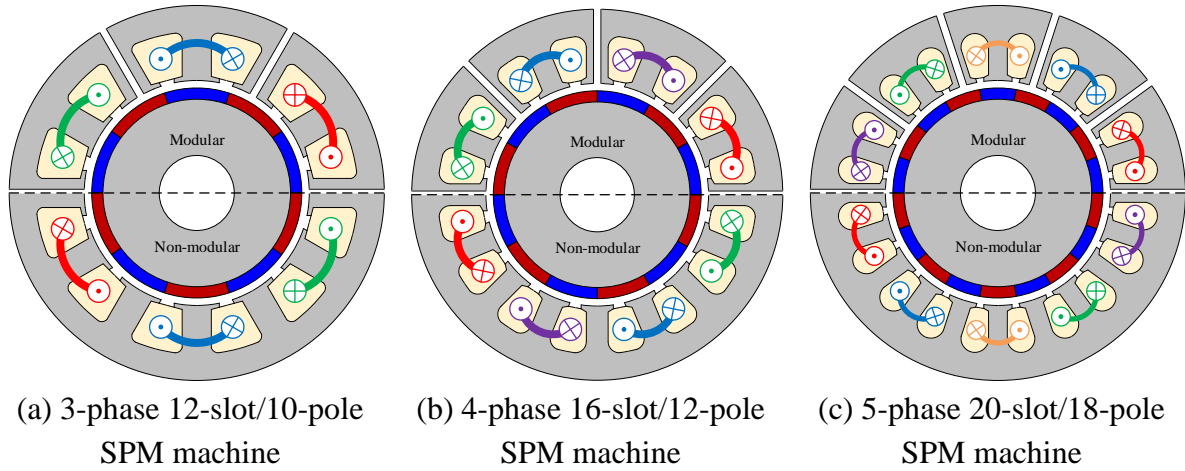 Modular
Non-modular
Modular
Non-modular
Modular
Non-modular
(a) 3-phase 12-slot/10-pole
SPM machine
(b) 4-phase 16-slot/12-pole
SPM machine
(c) 5-phase 20-slot/18-pole
SPM machine